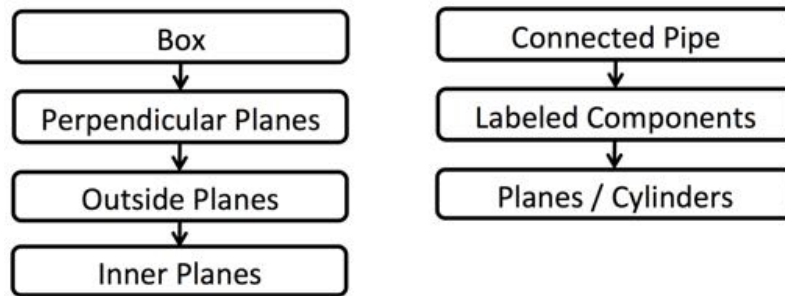 Box
Perpendicular Planes
Outside Planes
Inner Planes
Connected Pipe
Labeled Components
Planes / Cylinders